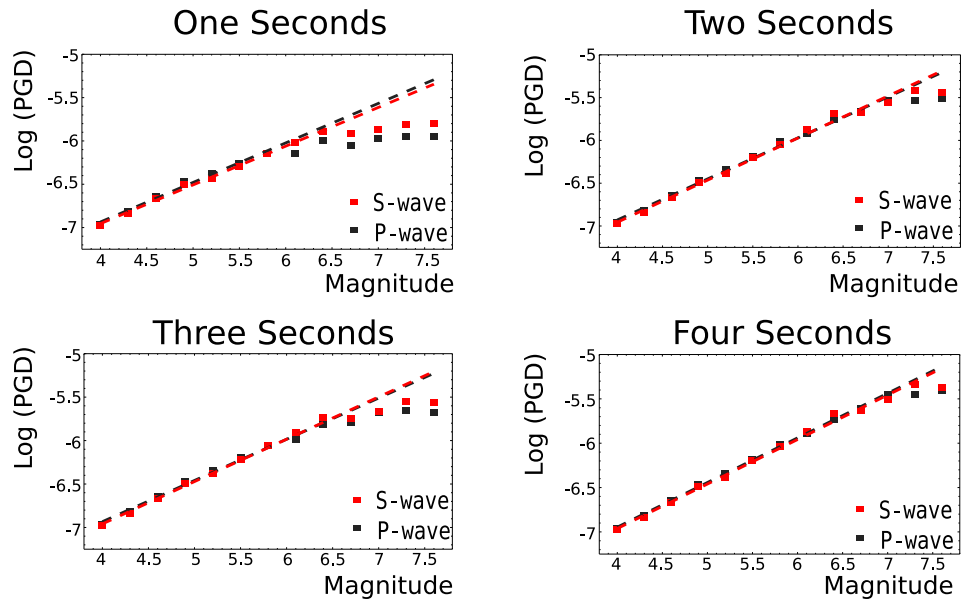 One Seconds
Log (PGD)
-5
-5.5
-6
-6.5
-7
S-wave
P-wave
4 4.5 5 5.5 6 6.5 7 7.5
Magnitude
Two Seconds
Log (PGD)
-5
-5.5
-6
-6.5
-7
S-wave
P-wave
4 4.5 5 5.5 6 6.5 7 7.5
Magnitude
Three Seconds
Log (PGD)
-5
-5.5
-6
-6.5
-7
S-wave
P-wave
4 4.5 5 5.5 6 6.5 7 7.5
Magnitude
Four Seconds
Log (PGD)
-5
-5.5
-6
-6.5
-7
S-wave
P-wave
4 4.5 5 5.5 6 6.5 7 7.5
Magnitude